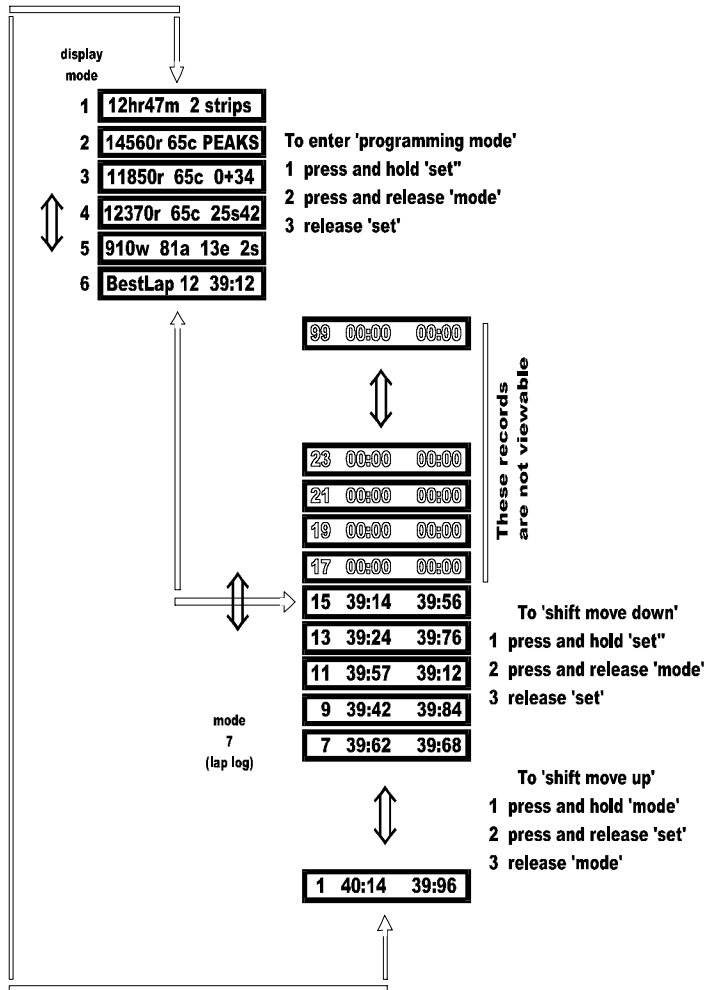 display
mode
1 12hr47m 2 strips
2 14560r 65c PEAKS
3 11850r 65c 0+34
4 12370r 65c 25s42
5 910w 81a 13e 2s
6 BestLap 12 39:12
To enter 'programming mode'
1 press and hold 'set"
2 press and release 'mode'
3 release 'set'
99 00:00 00:00
23 00:00 00:00
21 00:00 00:00
19 00:00 00:00
17 00:00 00:00
These records
are not viewable
15 39:14 39:56
13 39:24 39:76
11 39:57 39:12
9 39:42 39:84
7 39:62 39:68
mode
7
(lap log)
To 'shift move down'
1 press and hold 'set"
2 press and release 'mode'
3 release 'set'
To 'shift move up'
1 press and hold 'mode'
2 press and release 'set'
3 release 'mode'
1 40:14 39:96